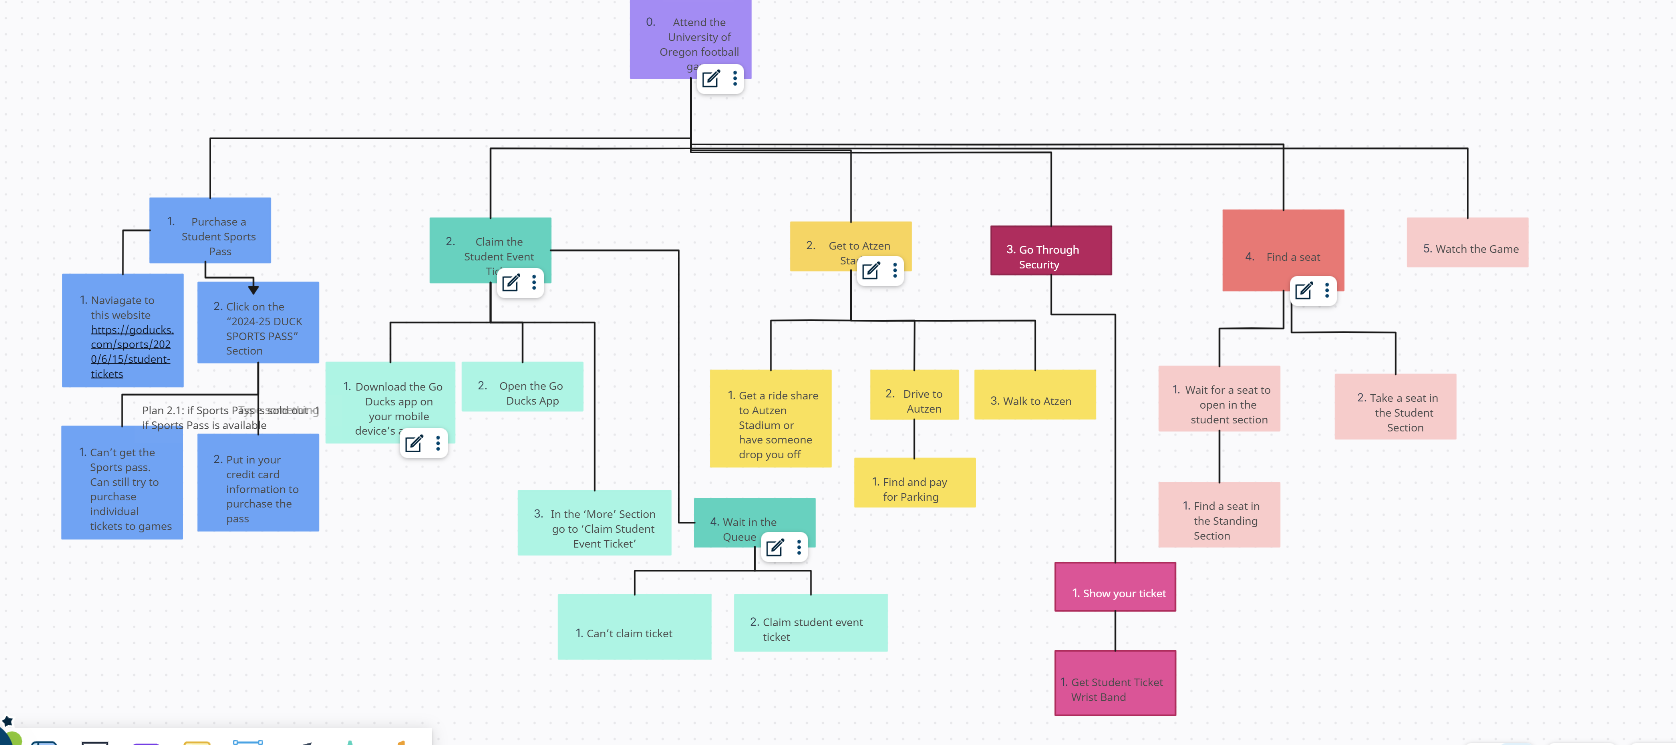 0. Attend the
University of
Oregon football
1. Purchase a
Student Sports
Pass
2. Claim the
Student Event
2. Get to Atzen
3. Go Through
Security
4. Find a seat
5. Watch the Game
1. Naviagate to
this website
https://goducks.
com/sports/202
0/6/15/student-
tickets
2. Click on the
“2024-25 DUCK
SPORTS PASS”
Section
Plan 2.1: if Sports Pass is sold out
If Sports Pass is available
1. Can’t get the
Sports pass.
Can still try to
purchase
individual
tickets to games
2. Put in your
credit card
information to
purchase the
pass
1. Download the Go
Ducks app on
your mobile
device’s
2. Open the Go
Ducks App
3. In the ‘More’ Section
go to ‘Claim Student
Event Ticket’
4. Wait in the
Queue
1. Can’t claim ticket
2. Claim student event
ticket
1. Get a ride share
to Autzen
Stadium or
have someone
drop you off
2. Drive to
Autzen
3. Walk to Atzen
1. Find and pay
for Parking
1. Show your ticket
1. Get Student Ticket
Wrist Band
1. Wait for a seat to
open in the
student section
2. Take a seat in
the Student
Section
1. Find a seat in
the Standing
Section